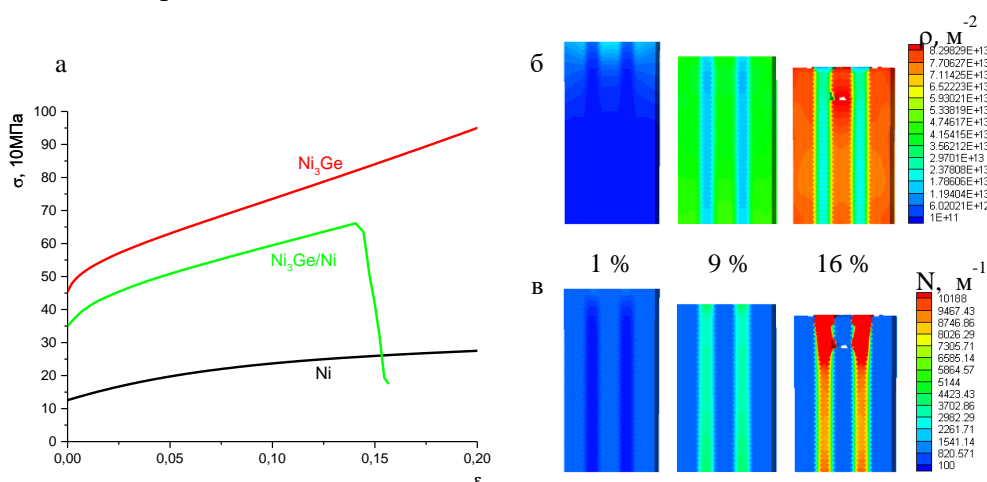 а
σ, 10МПа
100
90
80
70
60
50
40
30
20
10
0
0,00
0,05
0,10
0,15
0,20
ε
Ni₃Ge
Ni₃Ge/Ni
Ni
б
ρ, м⁻²
8.29829E+13
7.70627E+13
7.11425E+13
6.52223E+13
5.93021E+13
5.33819E+13
4.74617E+13
4.15415E+13
3.56212E+13
2.9701E+13
2.37808E+13
1.78606E+13
1.19404E+13
6.02021E+12
1E+11
1 %
9 %
16 %
в
N, м⁻¹
10188
9467.43
8746.86
8026.29
7305.71
6585.14
5864.57
5144
4423.43
3702.86
2982.29
2261.71
1541.14
820.571
100